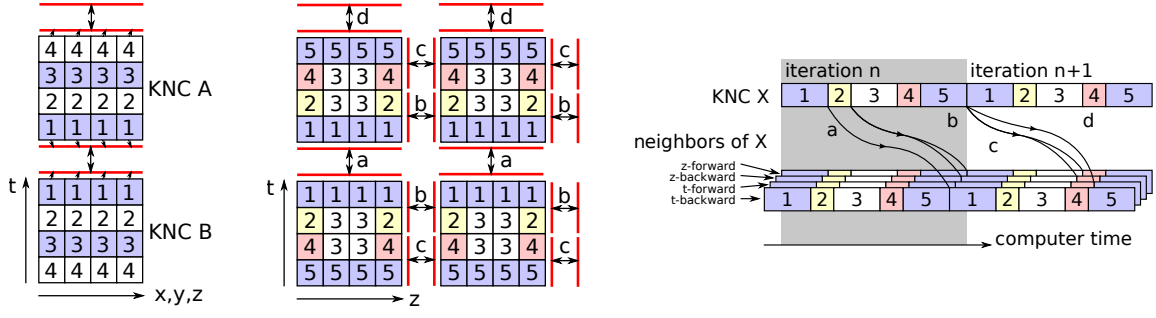 4 4 4 4
3 3 3 3
2 2 2 2
1 1 1 1
KNC A
1 1 1 1
2 2 2 2
3 3 3 3
4 4 4 4
KNC B
t
x,y,z
d
d
5 5 5 5
4 3 3 4
2 3 3 2
1 1 1 1
c
b
5 5 5 5
4 3 3 4
2 3 3 2
1 1 1 1
c
b
a
a
1 1 1 1
2 3 3 2
4 3 3 4
5 5 5 5
b
c
1 1 1 1
2 3 3 2
4 3 3 4
5 5 5 5
b
c
t
z
iteration n
iteration n+1
KNC X
1 2 3 4 5 1 2 3 4 5
a
b
c
d
neighbors of X
z-forward
z-backward
t-forward
t-backward
1 2 3 4 5 1 2 3 4 5
computer time